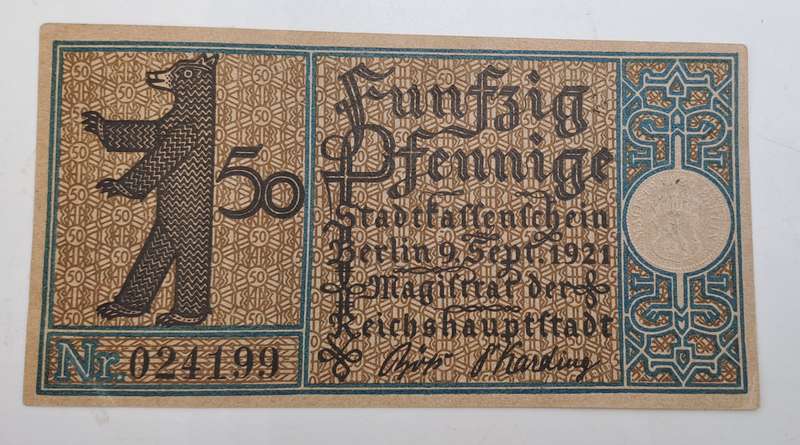 50
Fünfzig
Pfennige
Stadtkassenschein
Berlin 9. Sept. 1921
Magistrat der
Reichshauptstadt
Nr. 024199